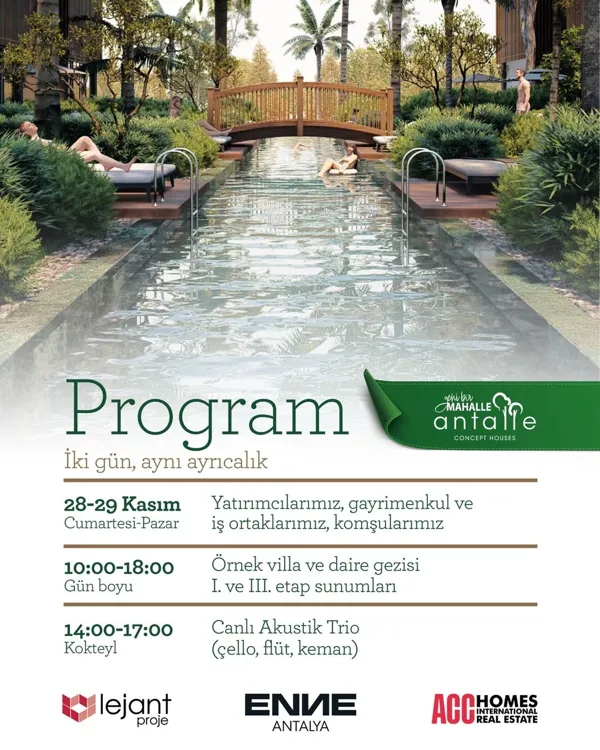 Program
yeni bir
MAHALLE
antalle
CONCEPT HOUSES
İki gün, aynı ayrıcalık
28-29 Kasım
Cumartesi-Pazar
Yatırımcılarımız, gayrimenkul ve
iş ortaklarımız, komşularımız
10:00-18:00
Gün boyu
Örnek villa ve daire gezisi
I. ve III. etap sunumları
14:00-17:00
Kokteyl
Canlı Akustik Trio
(çello, flüt, keman)
lejant
proje
ENNE
ANTALYA
ACC HOMES
INTERNATIONAL
REAL ESTATE